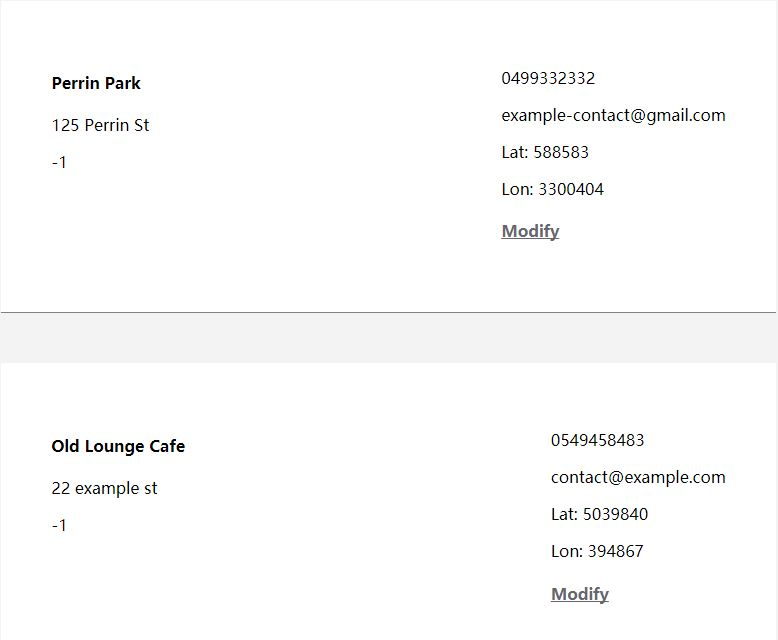 Perrin Park
125 Perrin St
-1
0499332332
example-contact@gmail.com
Lat: 588583
Lon: 3300404
Modify
Old Lounge Cafe
22 example st
-1
0549458483
contact@example.com
Lat: 5039840
Lon: 394867
Modify